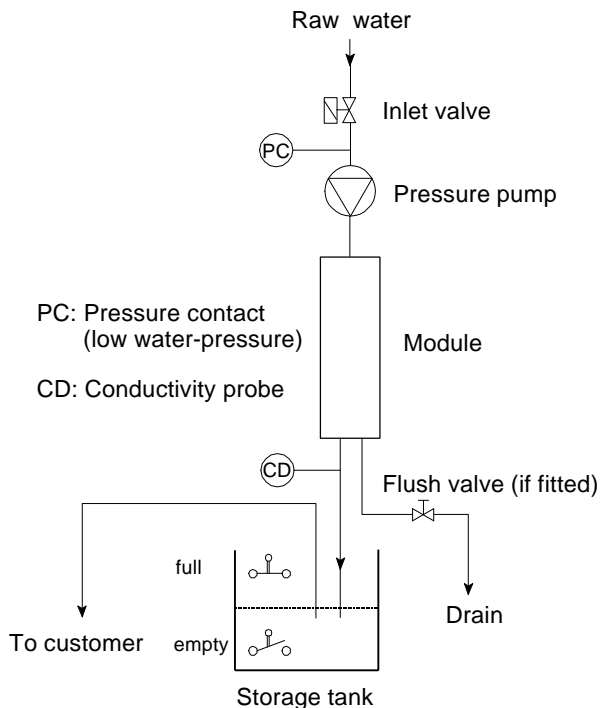 Raw water
Inlet valve
PC
Pressure pump
PC: Pressure contact
(low water-pressure)
Module
CD: Conductivity probe
CD
Flush valve (if fitted)
full
Drain
To customer
empty
Storage tank